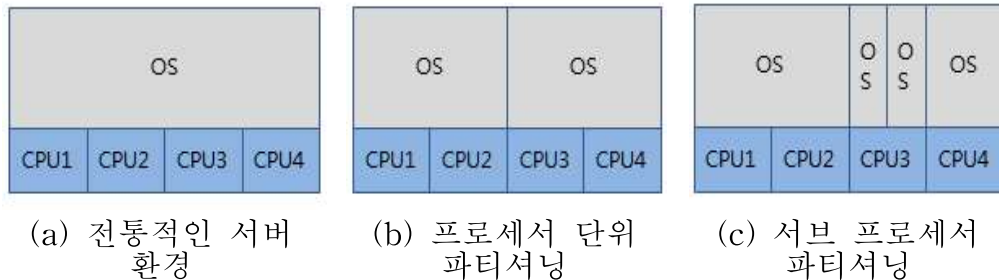 OS
CPU1 CPU2 CPU3 CPU4
(a) 전통적인 서버
환경
OS OS
CPU1 CPU2 CPU3 CPU4
(b) 프로세서 단위
파티셔닝
OS OS OS OS
CPU1 CPU2 CPU3 CPU4
(c) 서브 프로세서
파티셔닝